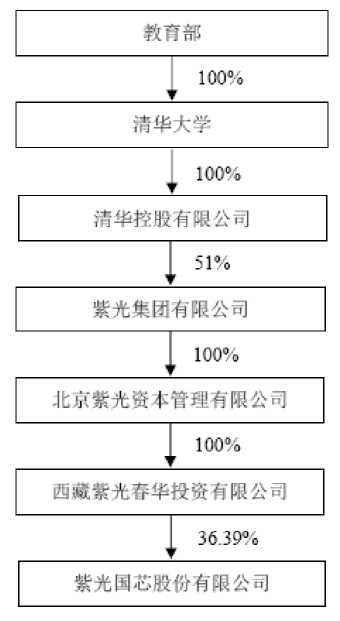 教育部
100%
清华大学
100%
清华控股有限公司
51%
紫光集团有限公司
100%
北京紫光资本管理有限公司
100%
西藏紫光春华投资有限公司
36.39%
紫光国芯股份有限公司